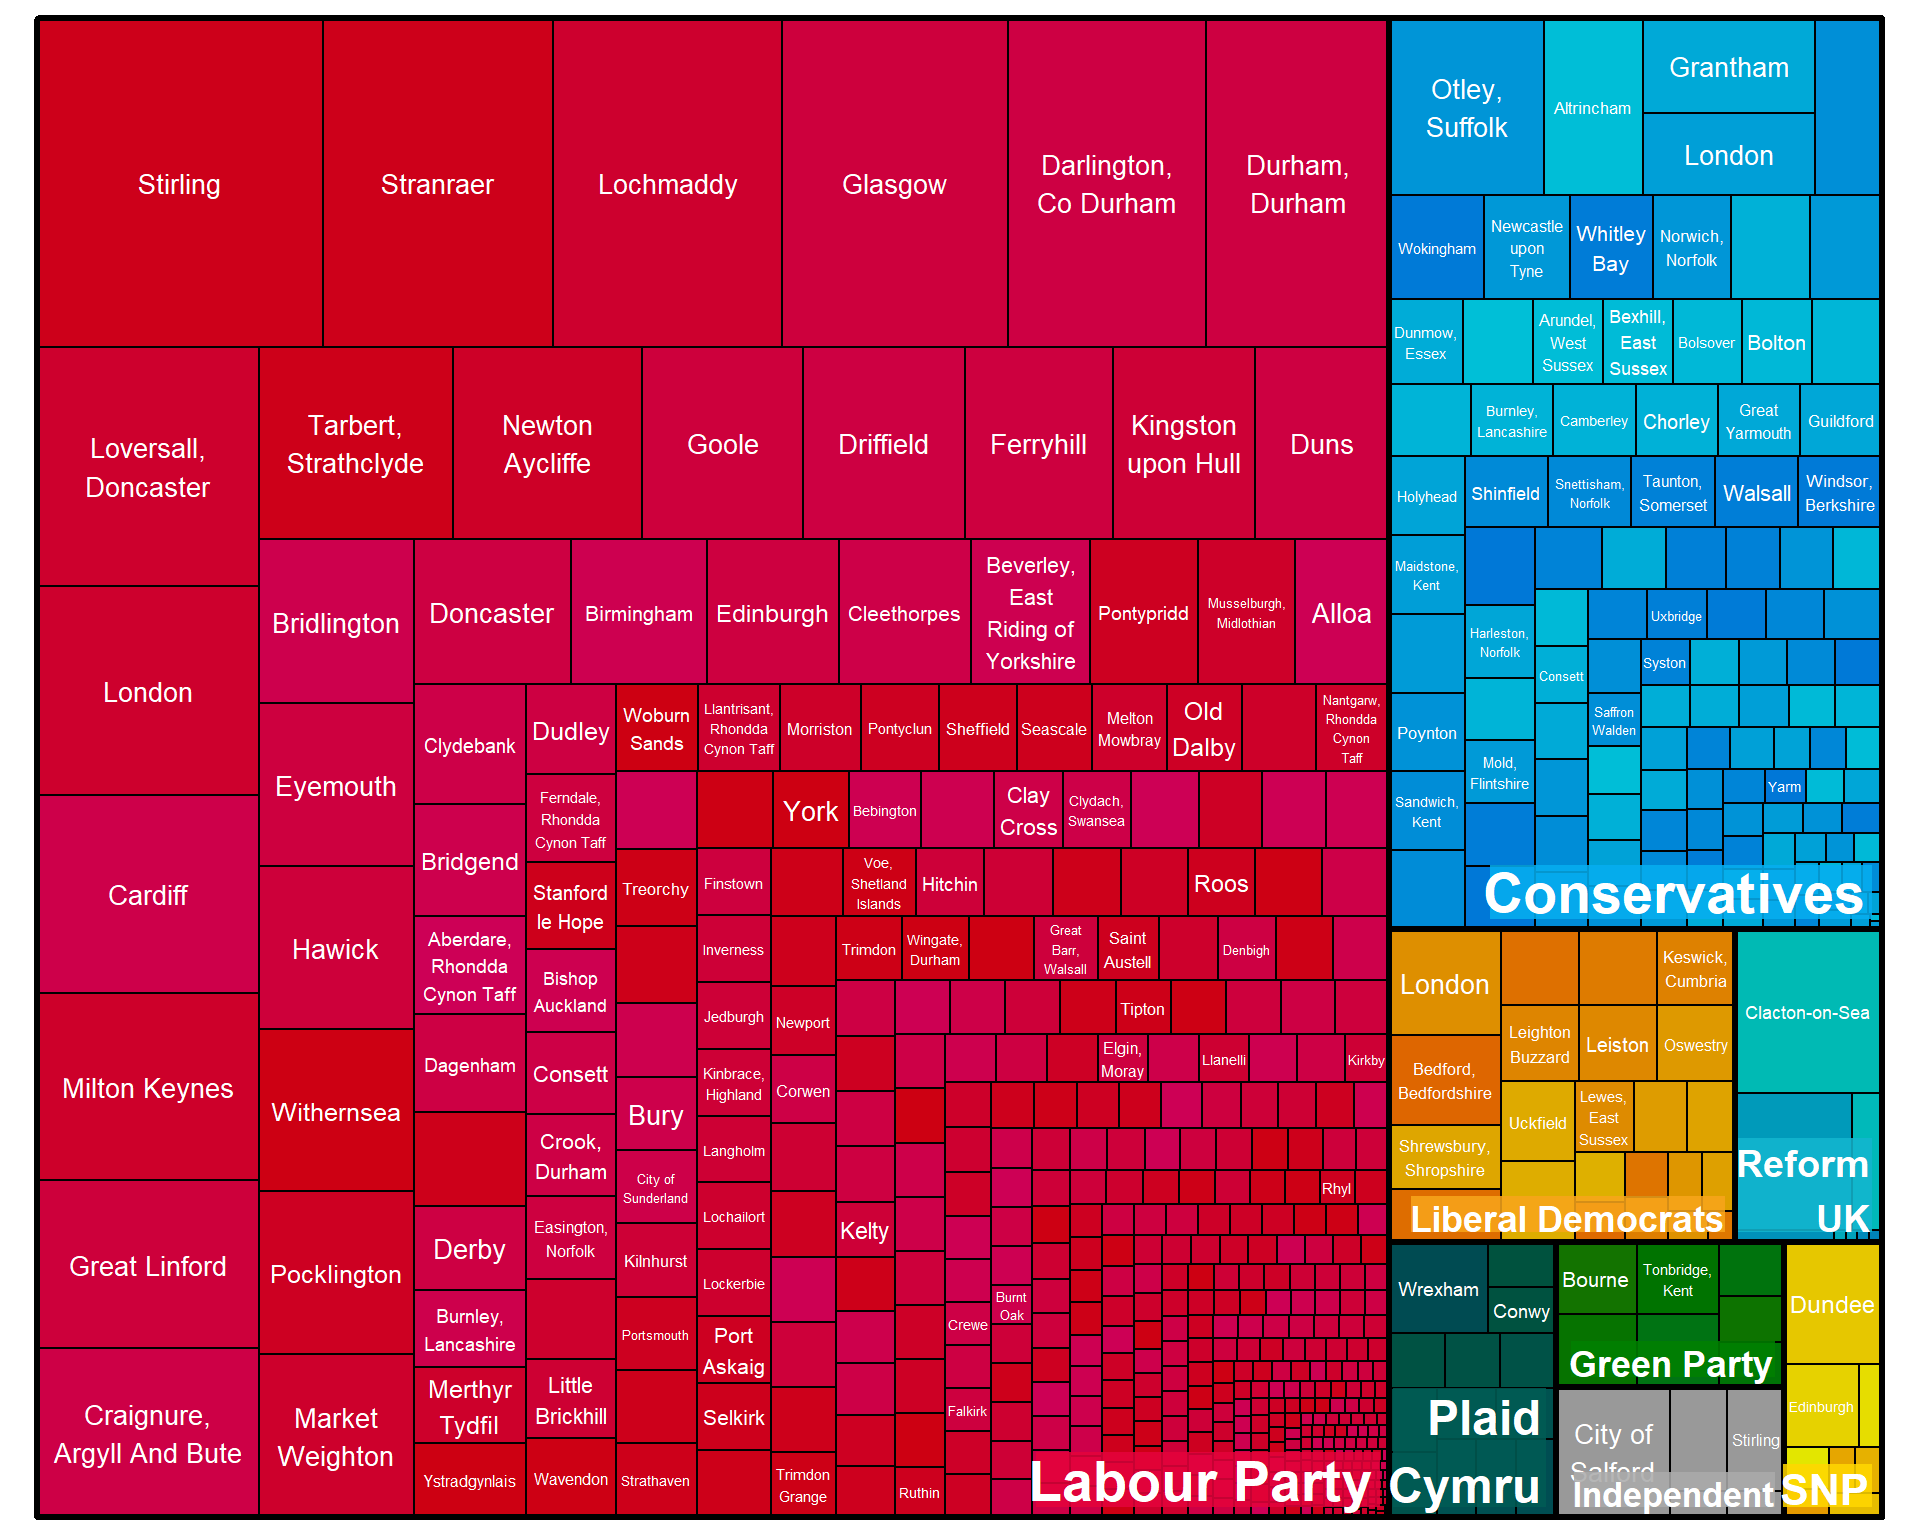 Stirling
Stranraer
Lochmaddy
Glasgow
Darlington,
Co Durham
Durham,
Durham
Loversall,
Doncaster
Tarbert,
Strathclyde
Newton
Aycliffe
Goole
Driffield
Ferryhill
Kingston
upon Hull
Duns
London
Cardiff
Milton Keynes
Great Linford
Craignure,
Argyll And Bute
Bridlington
Eyemouth
Hawick
Withernsea
Pocklington
Market
Weighton
Doncaster
Birmingham
Edinburgh
Cleethorpes
Beverley,
East
Riding of
Yorkshire
Pontypridd
Musselburgh,
Midlothian
Alloa
Clydebank
Bridgend
Aberdare,
Rhondda
Cynon Taff
Dagenham
Derby
Burnley,
Lancashire
Merthyr
Tydfil
Ystradgynlais
Dudley
Ferndale,
Rhondda
Cynon Taff
Stanford
le Hope
Bishop
Auckland
Consett
Crook,
Durham
Easington,
Norfolk
Little
Brickhill
Wavendon
Woburn
Sands
Llantrisant,
Rhondda
Cynon Taff
Morriston
Pontyclun
Sheffield
Seascale
Melton
Mowbray
Old
Dalby
Nantgarw,
Rhondda
Cynon
Taff
Treorchy
Bury
City of
Sunderland
Kilnhurst
Portsmouth
Strathaven
York
Bebington
Clay
Cross
Clydach,
Swansea
Finstown
Inverness
Jedburgh
Kinbrace,
Highland
Langholm
Lochailort
Lockerbie
Port
Askaig
Selkirk
Voe,
Shetland
Islands
Hitchin
Roos
Newport
Corwen
Trimdon
Grange
Trimdon
Wingate,
Durham
Great
Barr,
Walsall
Saint
Austell
Denbigh
Kelty
Tipton
Ruthin
Elgin,
Moray
Llanelli
Kirkby
Crewe
Falkirk
Burnt
Oak
Rhyl
Labour Party
Otley,
Suffolk
Altrincham
Grantham
London
Wokingham
Newcastle
upon
Tyne
Whitley
Bay
Norwich,
Norfolk
Dunmow,
Essex
Arundel,
West
Sussex
Bexhill,
East
Sussex
Bolsover
Bolton
Burnley,
Lancashire
Camberley
Chorley
Great
Yarmouth
Guildford
Holyhead
Shinfield
Snettisham,
Norfolk
Taunton,
Somerset
Walsall
Windsor,
Berkshire
Maidstone,
Kent
Poynton
Sandwich,
Kent
Harleston,
Norfolk
Mold,
Flintshire
Consett
Uxbridge
Syston
Saffron
Walden
Yarm
Conservatives
London
Bedford,
Bedfordshire
Shrewsbury,
Shropshire
Keswick,
Cumbria
Leighton
Buzzard
Leiston
Oswestry
Uckfield
Lewes,
East
Sussex
Liberal Democrats
Clacton-on-Sea
Reform
UK
Wrexham
Conwy
Plaid
Cymru
Bourne
Tonbridge,
Kent
Green Party
City of
Salford
Stirling
Independent
Dundee
Edinburgh
SNP